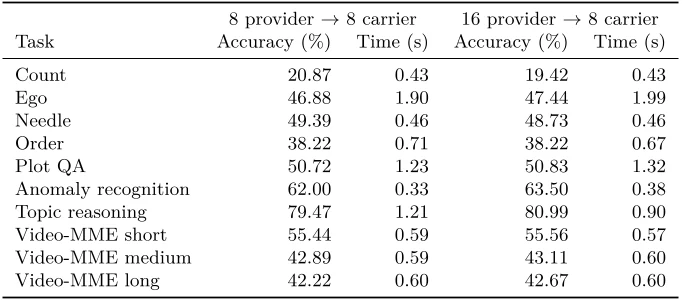 8 provider → 8 carrier 16 provider → 8 carrier
Task Accuracy (%) Time (s) Accuracy (%) Time (s)
Count 20.87 0.43 19.42 0.43
Ego 46.88 1.90 47.44 1.99
Needle 49.39 0.46 48.73 0.46
Order 38.22 0.71 38.22 0.67
Plot QA 50.72 1.23 50.83 1.32
Anomaly recognition 62.00 0.33 63.50 0.38
Topic reasoning 79.47 1.21 80.99 0.90
Video-MME short 55.44 0.59 55.56 0.57
Video-MME medium 42.89 0.59 43.11 0.60
Video-MME long 42.22 0.60 42.67 0.60